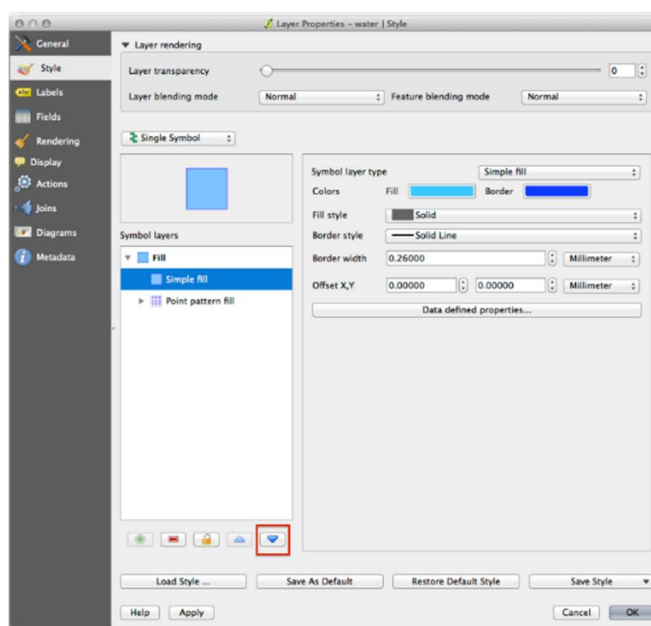 Layer Properties - water | Style
General
Style
Labels
Fields
Rendering
Display
Actions
Joins
Diagrams
Metadata
Layer rendering
Layer transparency 0
Layer blending mode Normal Feature blending mode Normal
Single Symbol
Symbol layers
Fill
Simple fill
Point pattern fill
Symbol layer type Simple fill
Colors Fill Border
Fill style Solid
Border style Solid Line
Border width 0.26000 Millimeter
Offset X,Y 0.00000 0.00000 Millimeter
Data defined properties...
Load Style ... Save As Default Restore Default Style Save Style
Help Apply Cancel OK